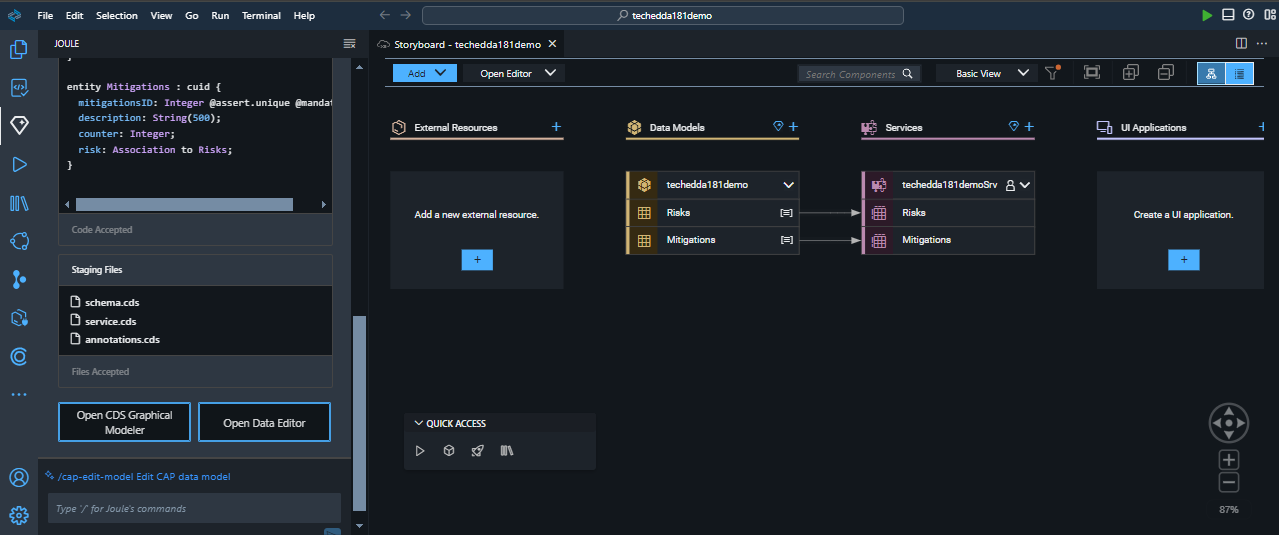 File Edit Selection View Go Run Terminal Help
techedda181demo
JOULE
Storyboard - techedda181demo
}
entity Mitigations : cuid {
mitigationsID: Integer @assert.unique @mandat
description: String(500);
counter: Integer;
risk: Association to Risks;
}
Code Accepted
Staging Files
schema.cds
service.cds
annotations.cds
Files Accepted
Open CDS Graphical
Modeler
Open Data Editor
/cap-edit-model Edit CAP data model
Type '/' for Joule's commands
Add
Open Editor
Search Components
Basic View
External Resources +
Data Models +
Services +
UI Applications +
Add a new external resource.
+
techedda181demo
Risks
Mitigations
techedda181demoSrv
Risks
Mitigations
Create a UI application.
+
QUICK ACCESS
87%